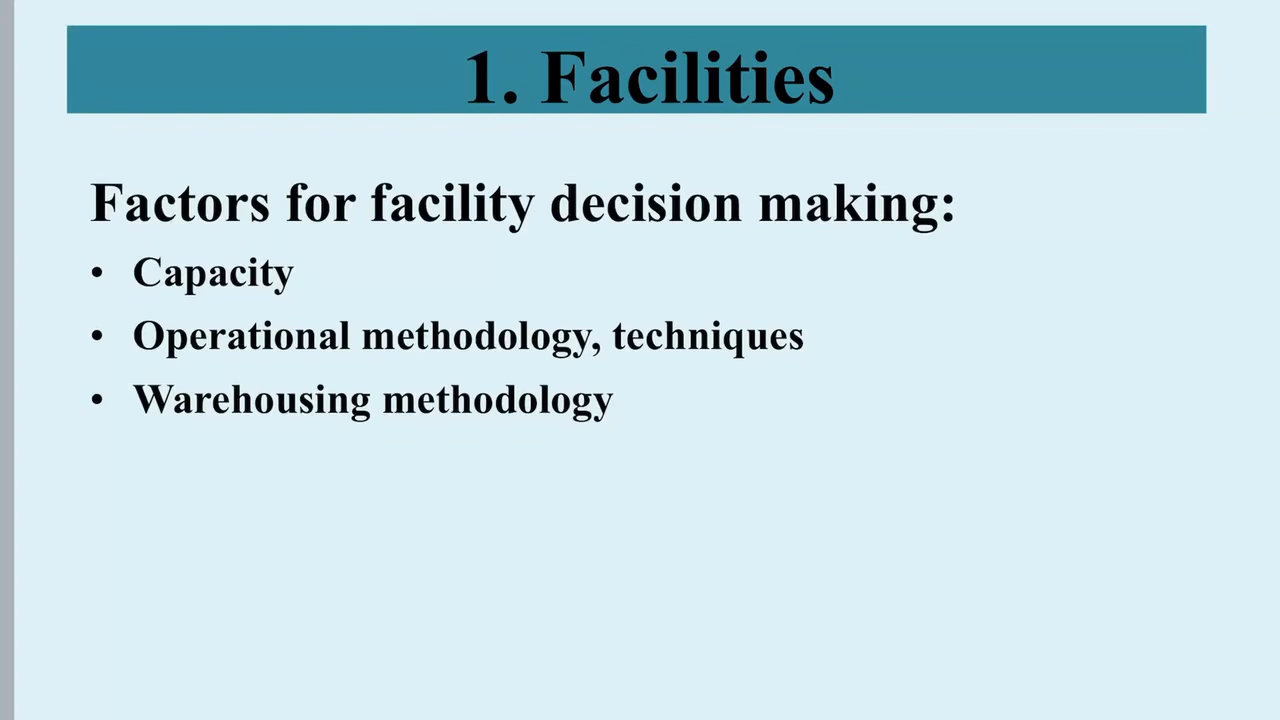 1. Facilities
Factors for facility decision making:
• Capacity
• Operational methodology, techniques
• Warehousing methodology